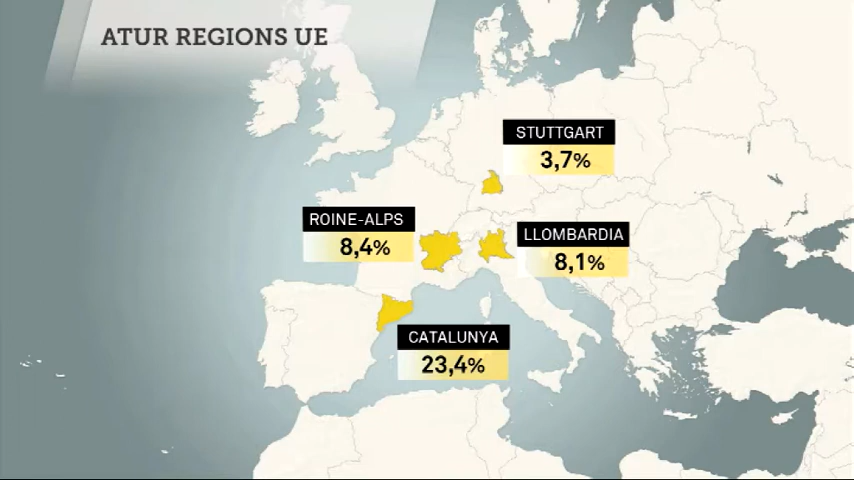 ATUR REGIONS UE
STUTTGART
3,7%
ROINE-ALPS
8,4%
LLOMBARDIA
8,1%
CATALUNYA
23,4%